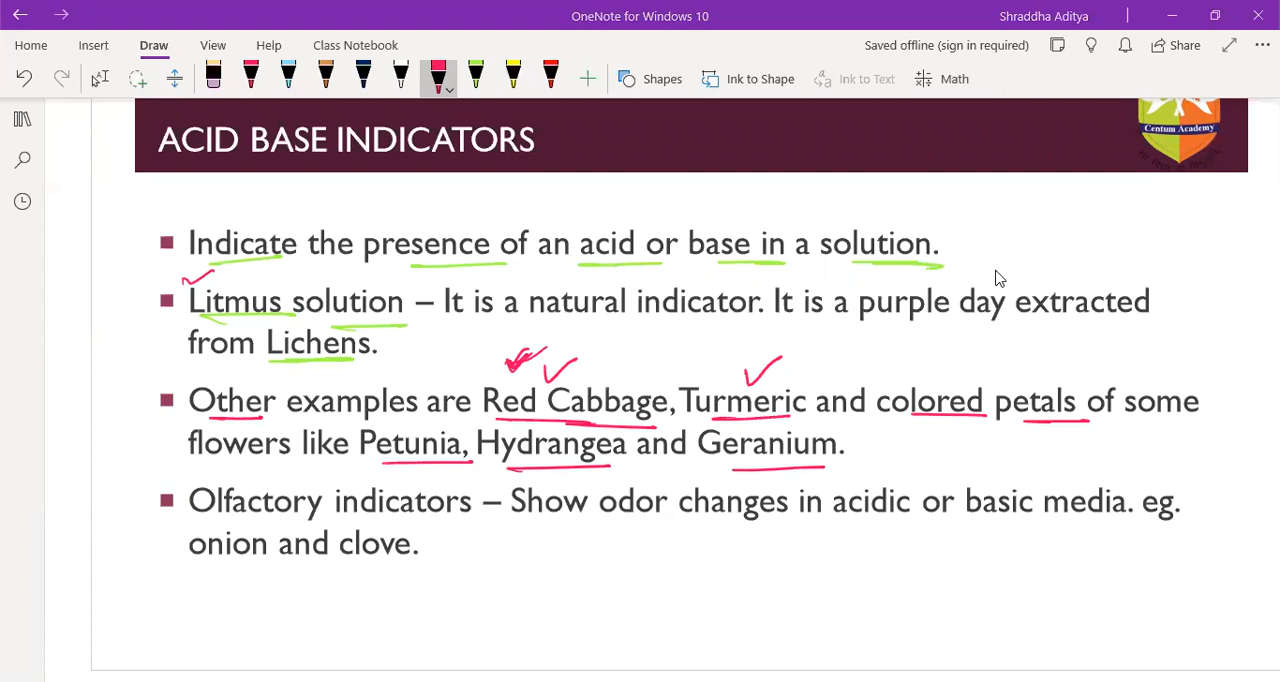 OneNote for Windows 10
Shraddha Aditya
Home Insert Draw View Help Class Notebook
Saved offline (sign in required)
Share
Shapes
Ink to Shape
Ink to Text
Math
Centum Academy
ACID BASE INDICATORS
Indicate the presence of an acid or base in a solution.
Litmus solution – It is a natural indicator. It is a purple day extracted
from Lichens.
Other examples are Red Cabbage, Turmeric and colored petals of some
flowers like Petunia, Hydrangea and Geranium.
Olfactory indicators – Show odor changes in acidic or basic media. eg.
onion and clove.